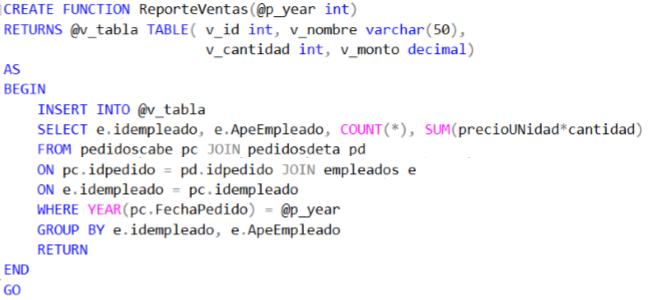 CREATE FUNCTION ReporteVentas(@p_year int)
RETURNS @v_tabla TABLE( v_id int, v_nombre varchar(50),
v_cantidad int, v_monto decimal)
AS
BEGIN
INSERT INTO @v_tabla
SELECT e.idempleado, e.ApeEmpleado, COUNT(*), SUM(precioUNidad*cantidad)
FROM pedidoscabe pc JOIN pedidosdeta pd
ON pc.idpedido = pd.idpedido JOIN empleados e
ON e.idempleado = pc.idempleado
WHERE YEAR(pc.FechaPedido) = @p_year
GROUP BY e.idempleado, e.ApeEmpleado
RETURN
END
GO